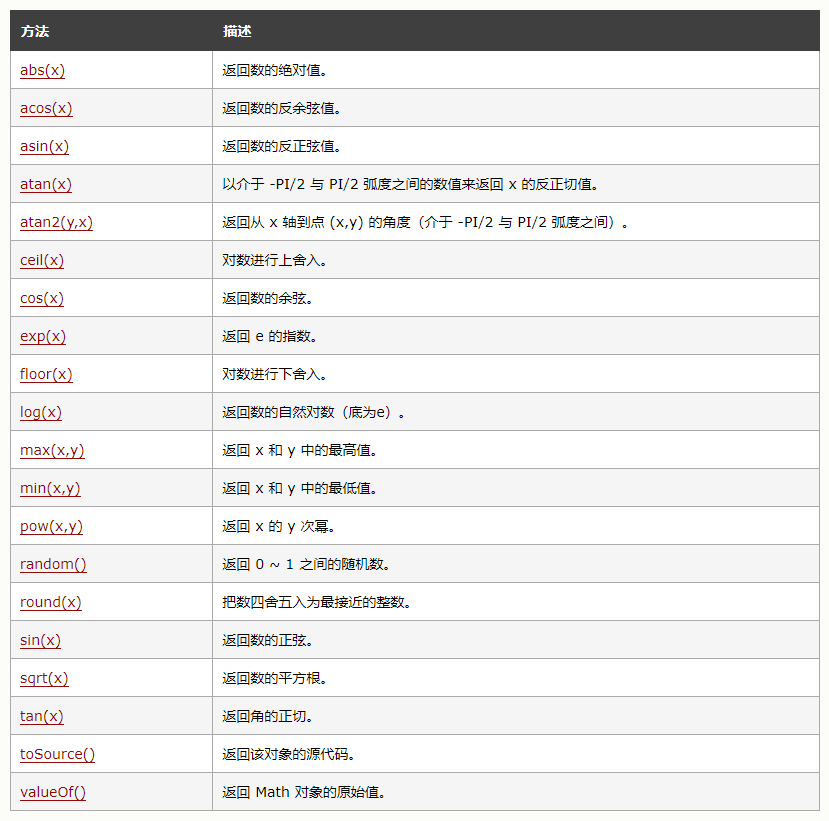 方法 描述
abs(x) 返回数的绝对值。
acos(x) 返回数的反余弦值。
asin(x) 返回数的反正弦值。
atan(x) 以介于 -PI/2 与 PI/2 弧度之间的数值来返回 x 的反正切值。
atan2(y,x) 返回从 x 轴到点 (x,y) 的角度（介于 -PI/2 与 PI/2 弧度之间）。
ceil(x) 对数进行上舍入。
cos(x) 返回数的余弦。
exp(x) 返回 e 的指数。
floor(x) 对数进行下舍入。
log(x) 返回数的自然对数（底为e）。
max(x,y) 返回 x 和 y 中的最高值。
min(x,y) 返回 x 和 y 中的最低值。
pow(x,y) 返回 x 的 y 次幂。
random() 返回 0 ~ 1 之间的随机数。
round(x) 把数四舍五入为最接近的整数。
sin(x) 返回数的正弦。
sqrt(x) 返回数的平方根。
tan(x) 返回角的正切。
toSource() 返回该对象的源代码。
valueOf() 返回 Math 对象的原始值。